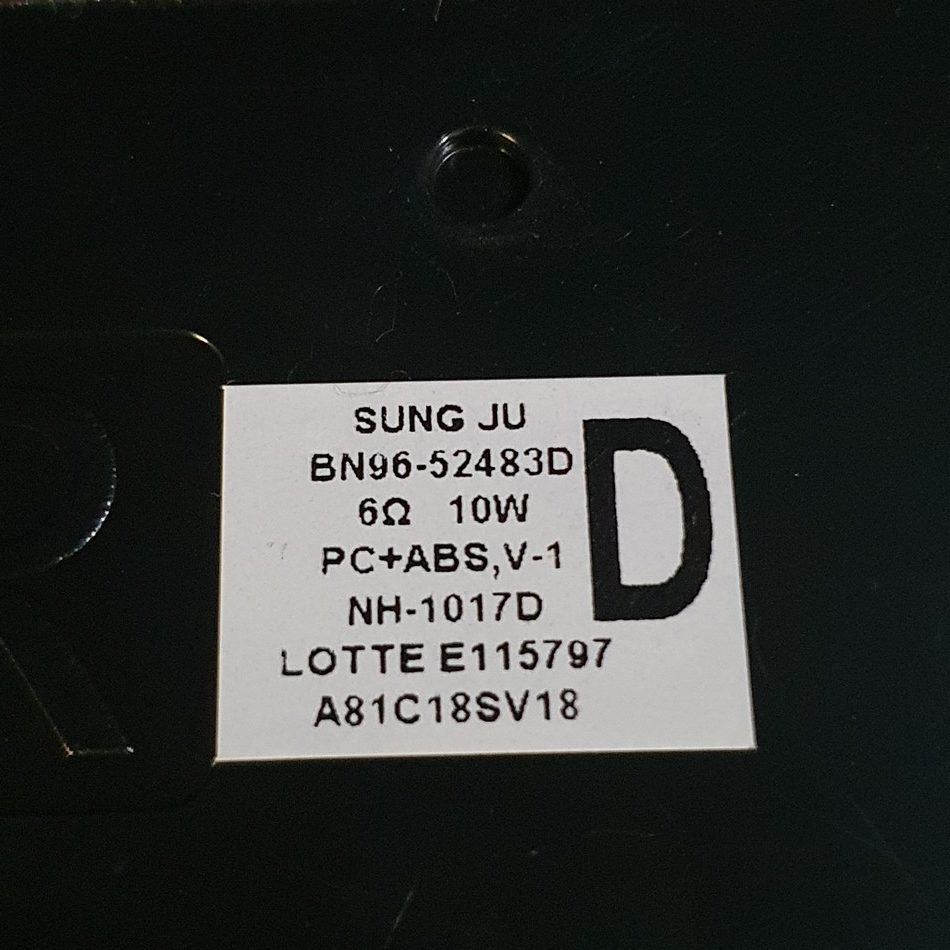 SUNG JU
BN96-52483D
6Ω 10W
PC+ABS,V-1
NH-1017D
LOTTE E115797
A81C18SV18
D
R